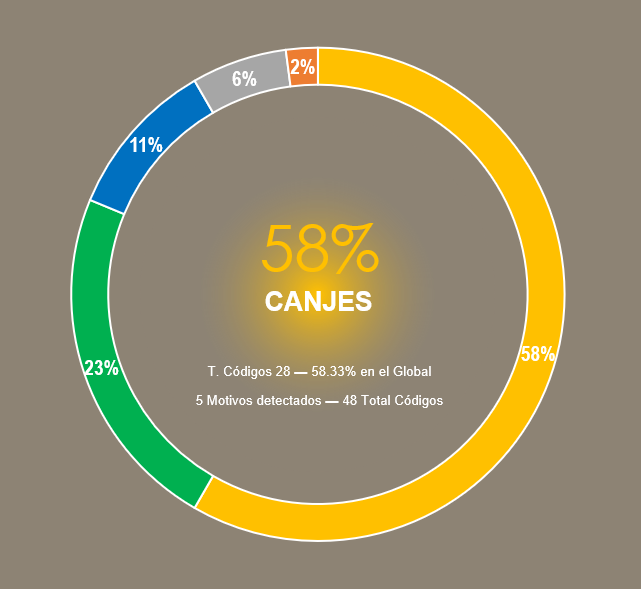 2%
6%
11%
58%
CANJES
58%
23%
T. Códigos 28 — 58.33% en el Global
5 Motivos detectados — 48 Total Códigos